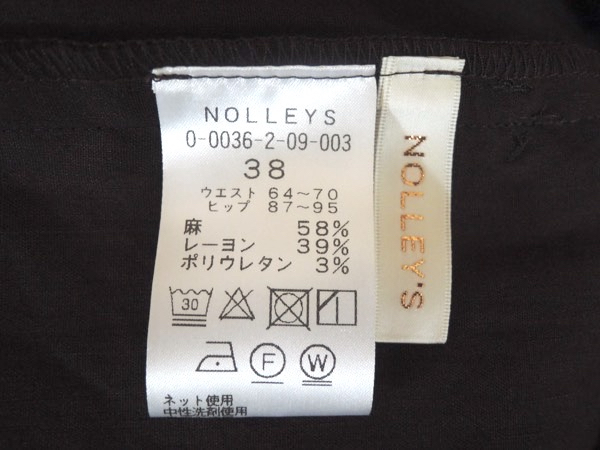 NOLLEYS
0-0036-2-09-003
38
ウエスト 64~70
ヒップ 87~95
麻 58%
レーヨン 39%
ポリウレタン 3%
30
F W
ネット使用
中性洗剤使用
NOLLEY'S